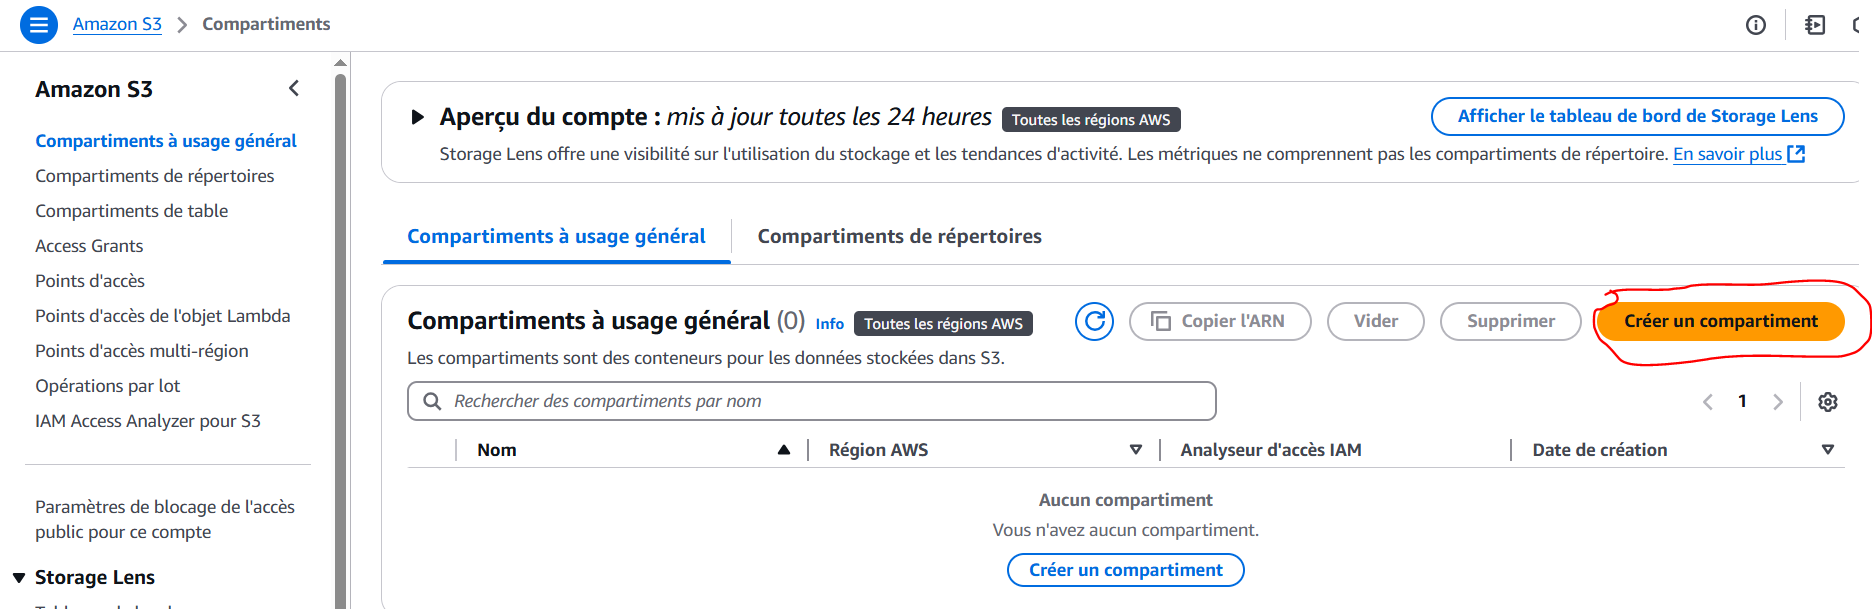 Amazon S3 > Compartiments
Amazon S3
Compartiments à usage général
Compartiments de répertoires
Compartiments de table
Access Grants
Points d'accès
Points d'accès de l'objet Lambda
Points d'accès multi-région
Opérations par lot
IAM Access Analyzer pour S3
Paramètres de blocage de l'accès
public pour ce compte
Storage Lens
Aperçu du compte : mis à jour toutes les 24 heures Toutes les régions AWS
Afficher le tableau de bord de Storage Lens
Storage Lens offre une visibilité sur l'utilisation du stockage et les tendances d'activité. Les métriques ne comprennent pas les compartiments de répertoire. En savoir plus
Compartiments à usage général Compartiments de répertoires
Compartiments à usage général (0) Info Toutes les régions AWS
Copier l'ARN Vider Supprimer Créer un compartiment
Les compartiments sont des conteneurs pour les données stockées dans S3.
Rechercher des compartiments par nom
1
Nom Région AWS Analyseur d'accès IAM Date de création
Aucun compartiment
Vous n'avez aucun compartiment.
Créer un compartiment